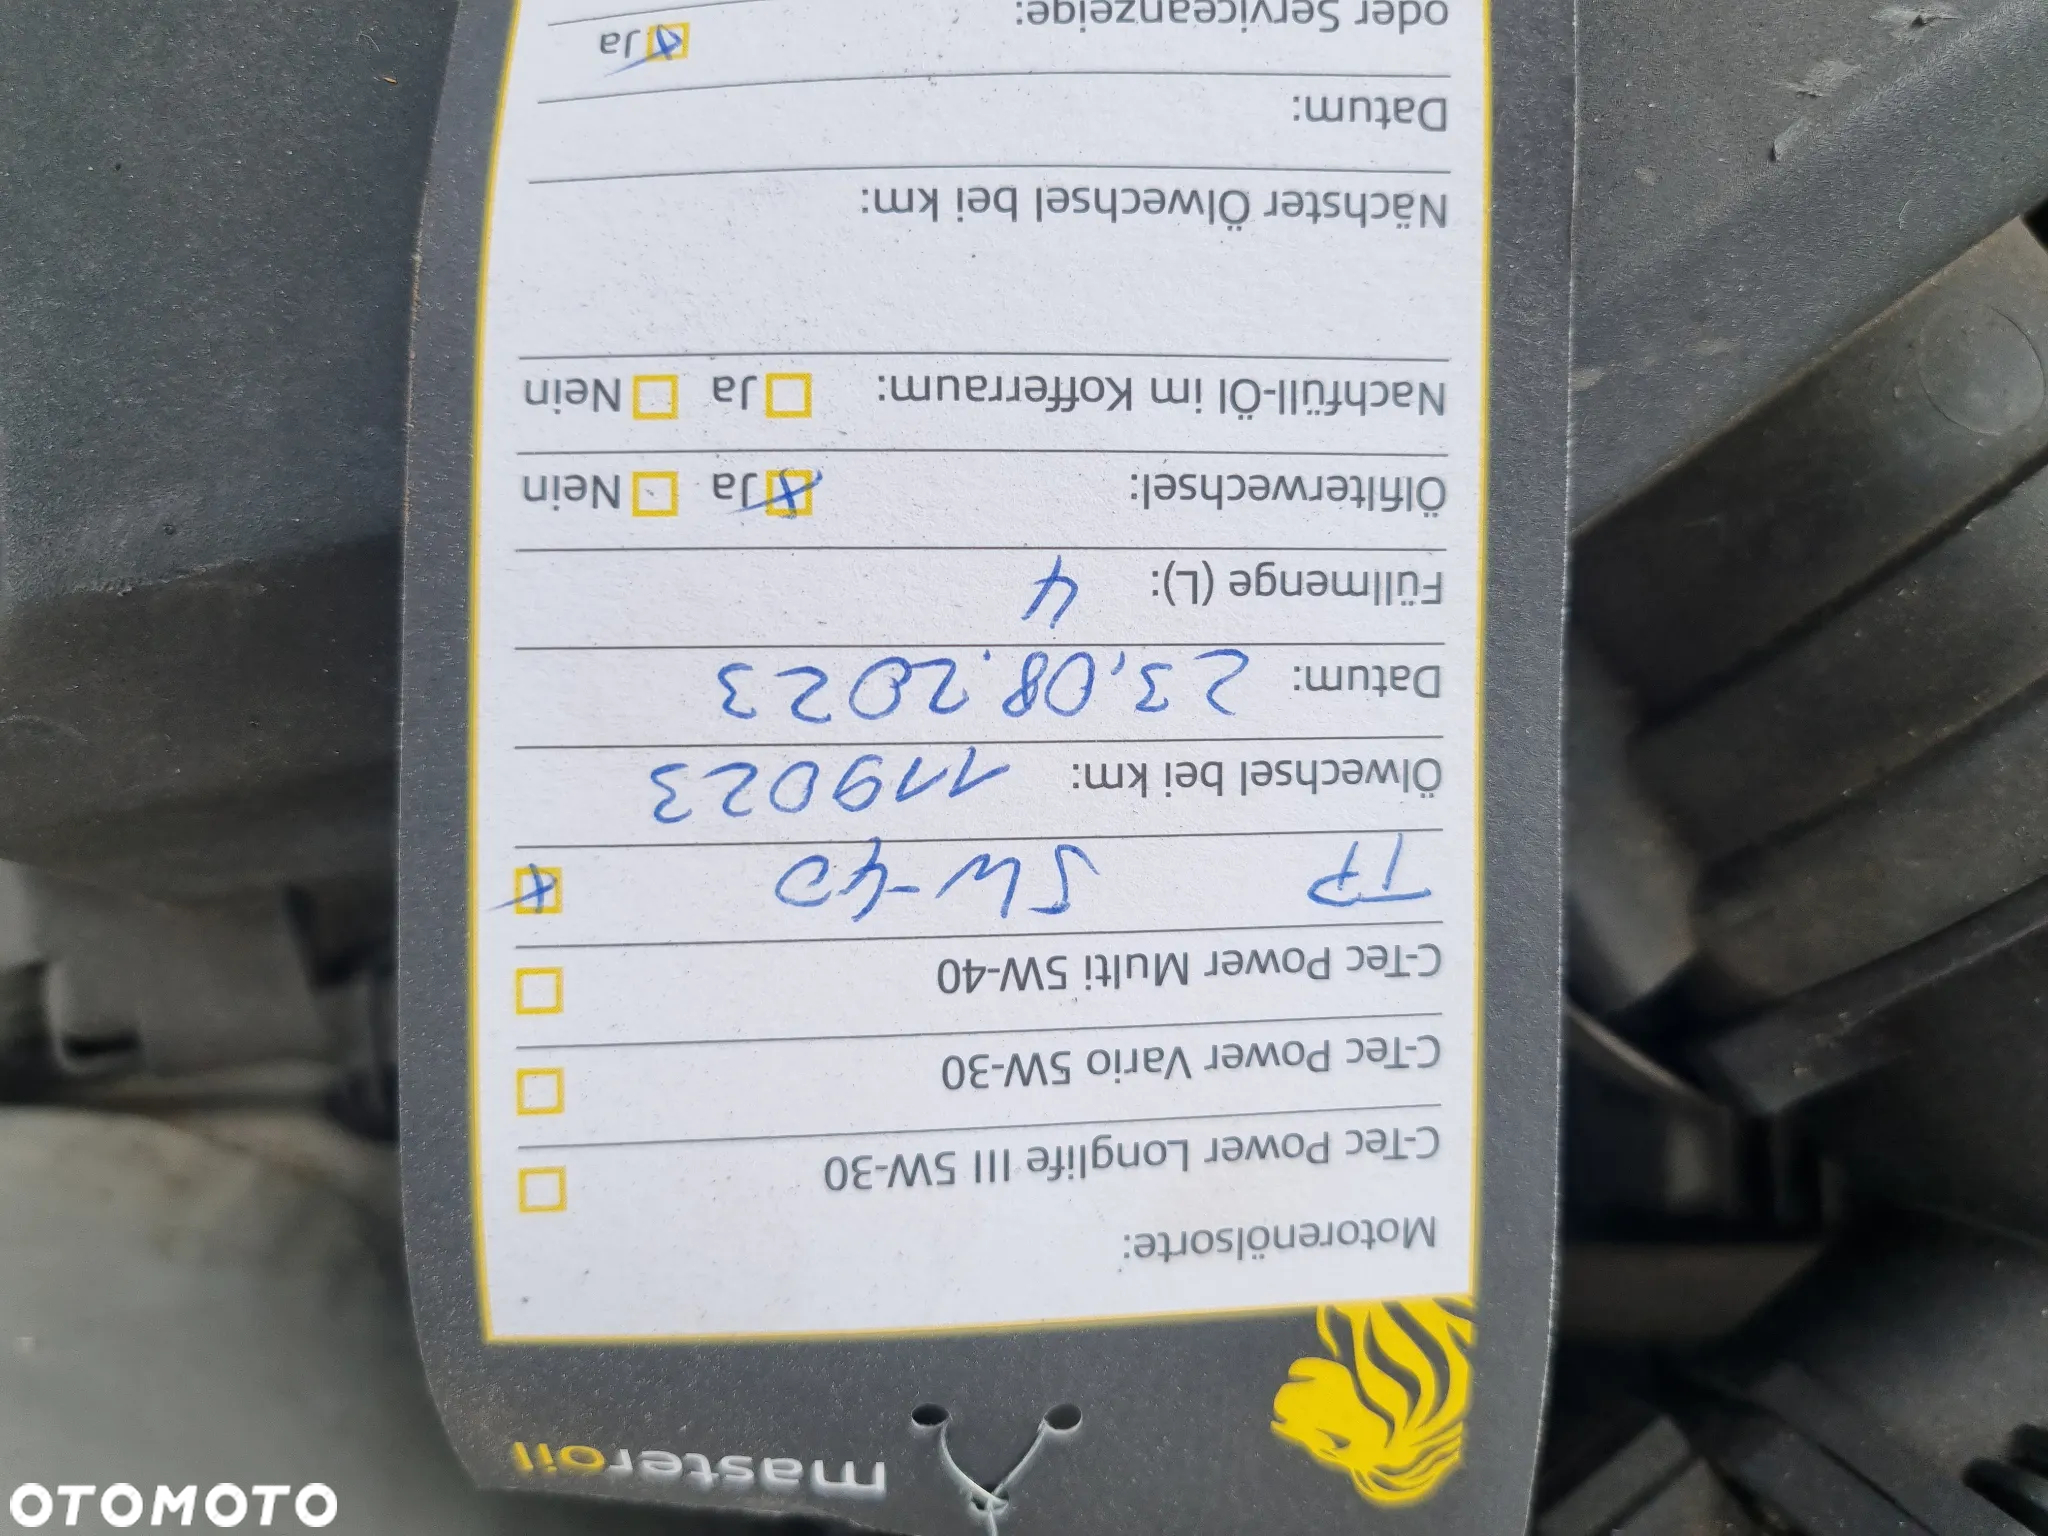 masteroil
Motorenölsorte:
C-Tec Power Longlife III 5W-30
C-Tec Power Vario 5W-30
C-Tec Power Multi 5W-40
TP 5W-40
Ölwechsel bei km: 119023
Datum: 23.08.2023
Füllmenge (L): 4
Ölfilterwechsel: Ja Nein
Nachfüll-Öl im Kofferraum: Ja Nein
Nächster Ölwechsel bei km:
Datum:
oder Serviceanzeige: Ja
OTOMOTO